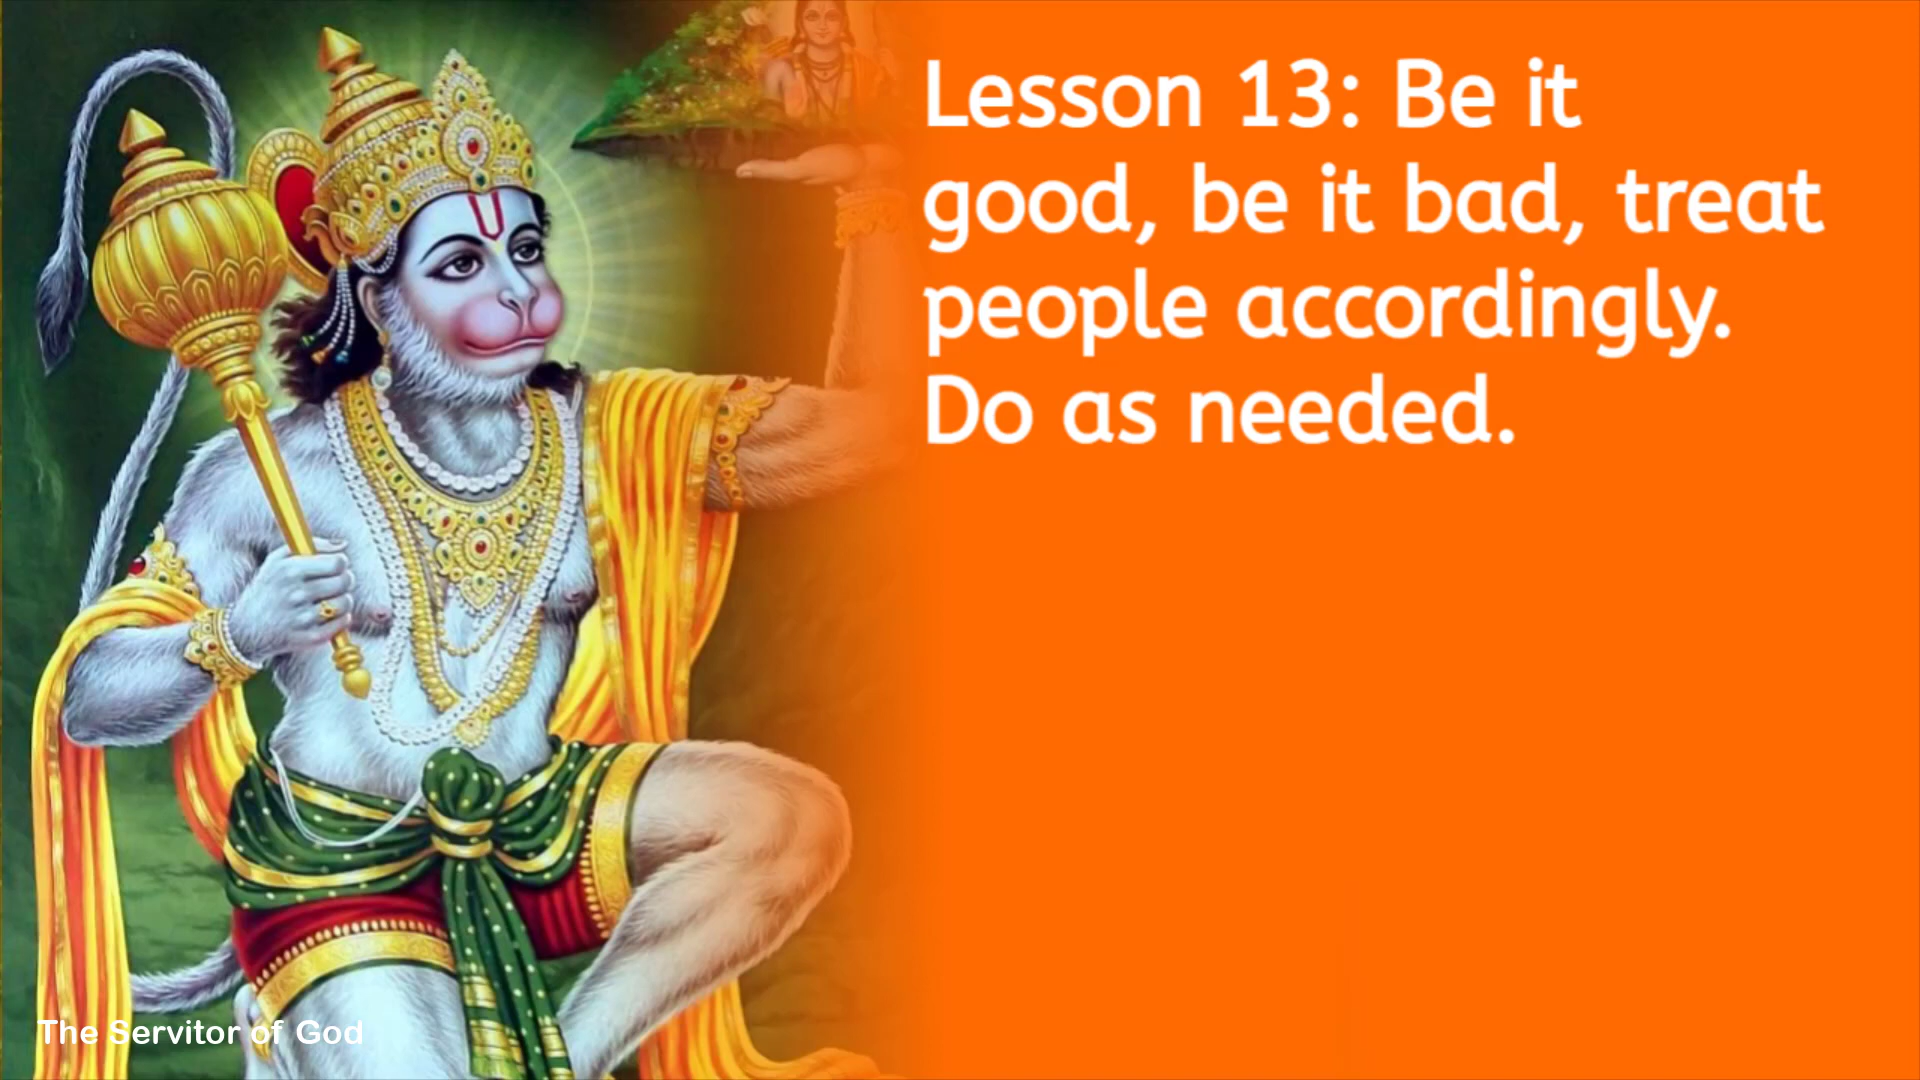 Lesson 13: Be it
good, be it bad, treat
people accordingly.
Do as needed.
The Servitor of God